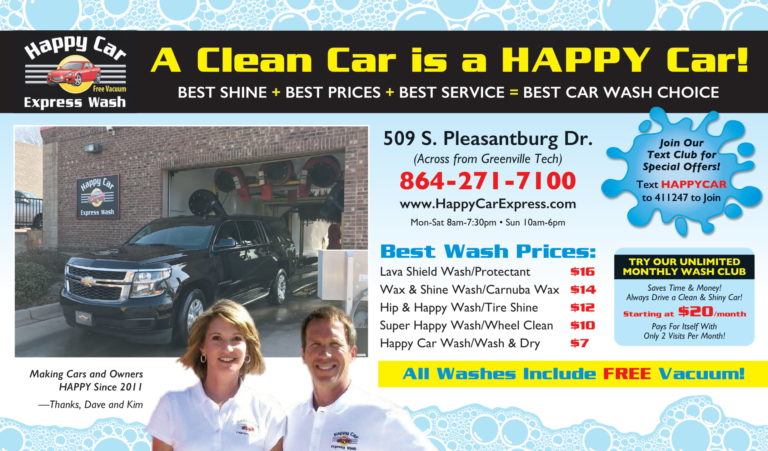 Happy Car
Free Vacuum
Express Wash
A Clean Car is a HAPPY Car!
BEST SHINE + BEST PRICES + BEST SERVICE = BEST CAR WASH CHOICE
Happy Car
Express Wash
509 S. Pleasantburg Dr.
(Across from Greenville Tech)
864-271-7100
www.HappyCarExpress.com
Mon-Sat 8am-7:30pm • Sun 10am-6pm
Join Our
Text Club for
Special Offers!
Text HAPPYCAR
to 411247 to Join
Best Wash Prices:
Lava Shield Wash/Protectant $16
Wax & Shine Wash/Carnuba Wax $14
Hip & Happy Wash/Tire Shine $12
Super Happy Wash/Wheel Clean $10
Happy Car Wash/Wash & Dry $7
TRY OUR UNLIMITED
MONTHLY WASH CLUB
Saves Time & Money!
Always Drive a Clean & Shiny Car!
Starting at $20/month
Pays For Itself With
Only 2 Visits Per Month!
All Washes Include FREE Vacuum!
Making Cars and Owners
HAPPY Since 2011
—Thanks, Dave and Kim
Happy Car